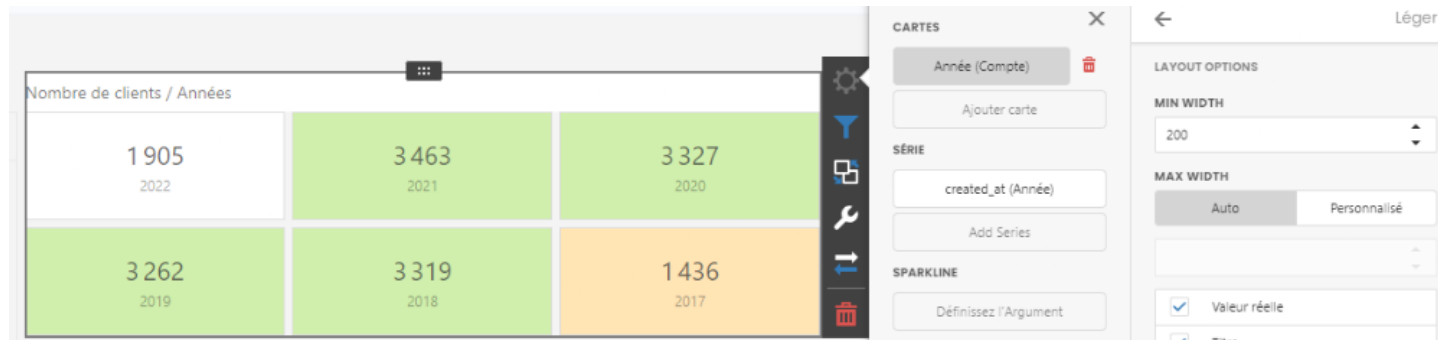 Nombre de clients / Années
1 905
2022
3 463
2021
3 327
2020
3 262
2019
3 319
2018
1 436
2017
CARTES
Année (Compte)
Ajouter carte
SÉRIE
created_at (Année)
Add Series
SPARKLINE
Définissez l'Argument
Léger
LAYOUT OPTIONS
MIN WIDTH
200
MAX WIDTH
Auto
Personnalisé
Valeur réelle